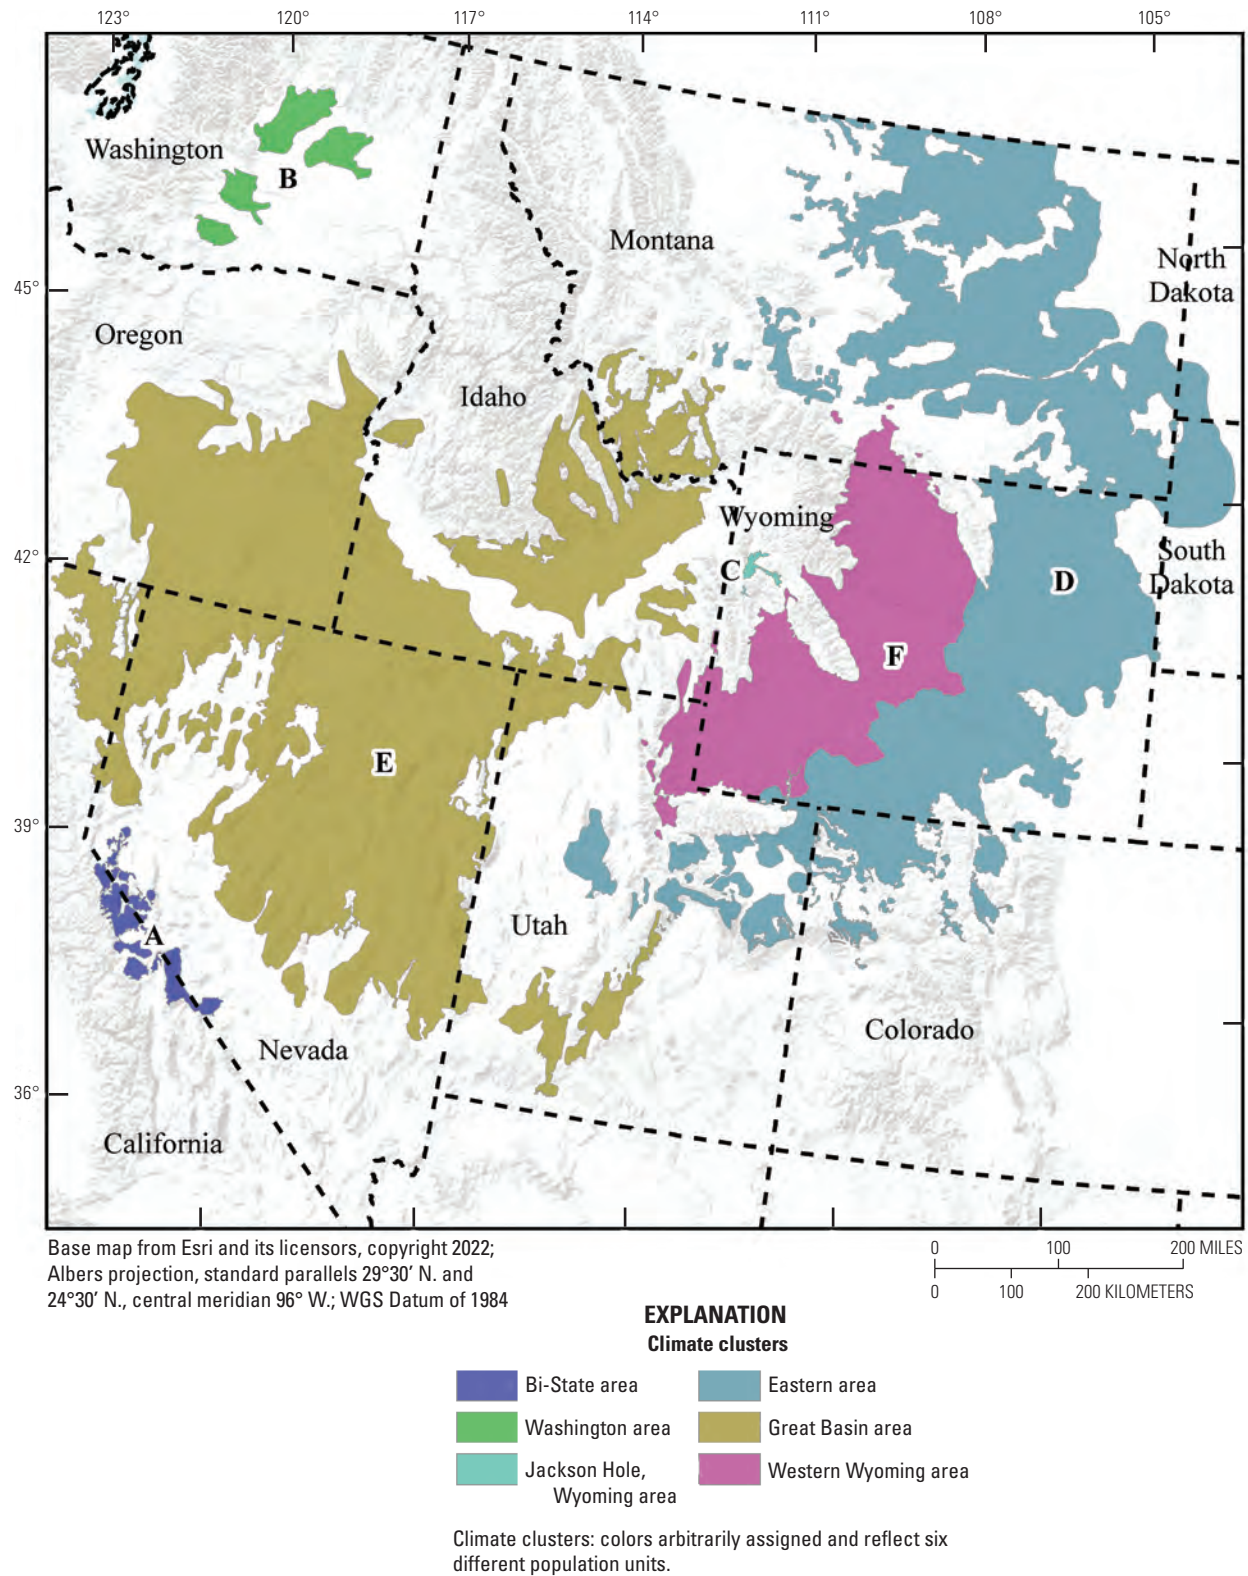 123° 120° 117° 114° 111° 108° 105°
Washington
B
Montana
North
Dakota
45°
Oregon
Idaho
Wyoming
42°
C
D
South
Dakota
F
E
39°
Utah
A
Colorado
Nevada
36°
California
Base map from Esri and its licensors, copyright 2022;
Albers projection, standard parallels 29°30′ N. and
24°30′ N., central meridian 96° W.; WGS Datum of 1984
0 100 200 MILES
0 100 200 KILOMETERS
EXPLANATION
Climate clusters
Bi-State area
Eastern area
Washington area
Great Basin area
Jackson Hole,
Wyoming area
Western Wyoming area
Climate clusters: colors arbitrarily assigned and reflect six
different population units.